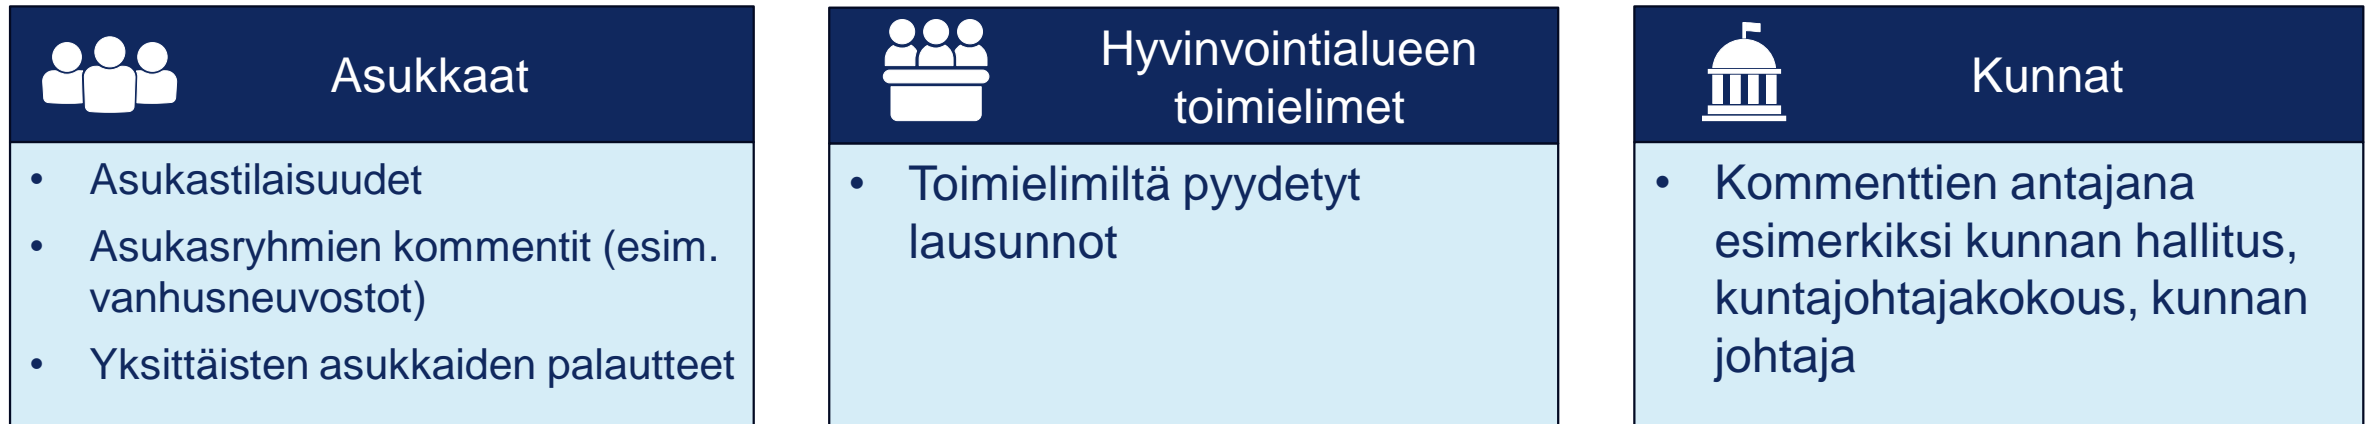 Asukkaat
• Asukastilaisuudet
• Asukasryhmien kommentit (esim.
vanhusneuvostot)
• Yksittäisten asukkaiden palautteet
Hyvinvointialueen
toimielimet
• Toimielimiltä pyydetyt
lausunnot
Kunnat
• Kommenttien antajana
esimerkiksi kunnan hallitus,
kuntajohtajakokous, kunnan
johtaja